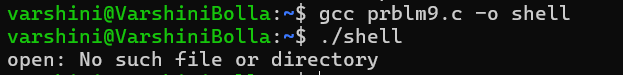 varshini@VarshiniBolla:~$ gcc prblm9.c -o shell
varshini@VarshiniBolla:~$ ./shell
open: No such file or directory